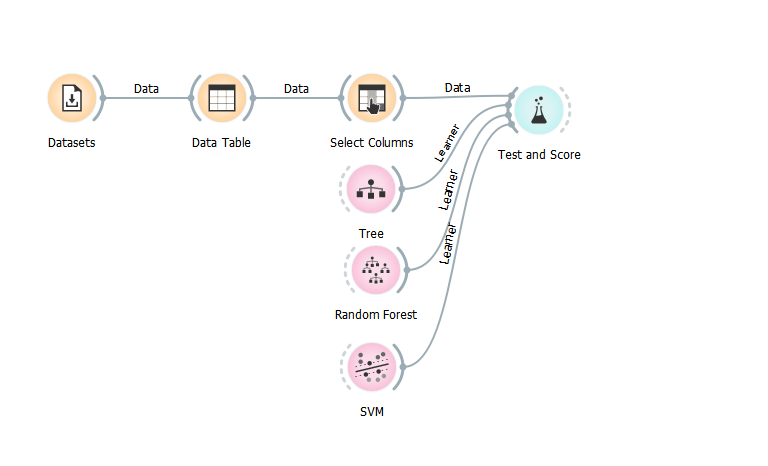 Data
Data
Data
Datasets
Data Table
Select Columns
Test and Score
Learner
Learner
Learner
Tree
Random Forest
SVM